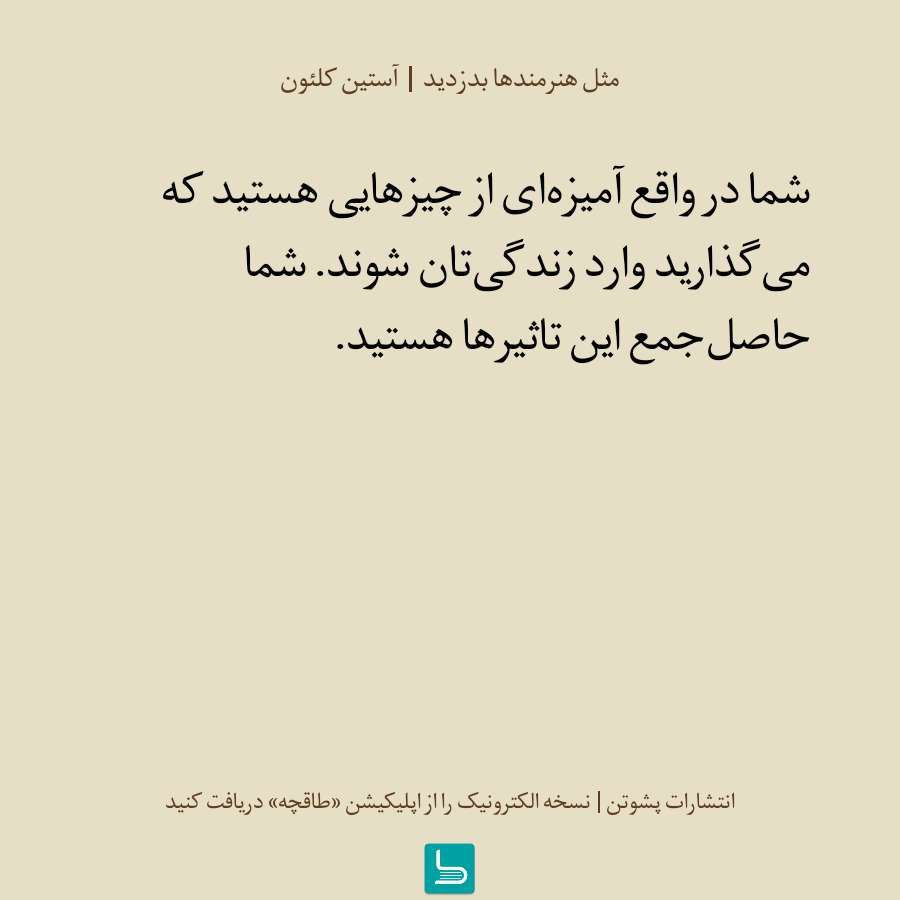 مثل هنرمندها بدزدید | آستین کلئون
شما در واقع آمیزه‌ای از چیزهایی هستید که
می‌گذارید وارد زندگی‌تان شوند. شما
حاصل‌جمع این تاثیرها هستید.
انتشارات پشوتن | نسخه الکترونیک را از اپلیکیشن «طاقچه» دریافت کنید